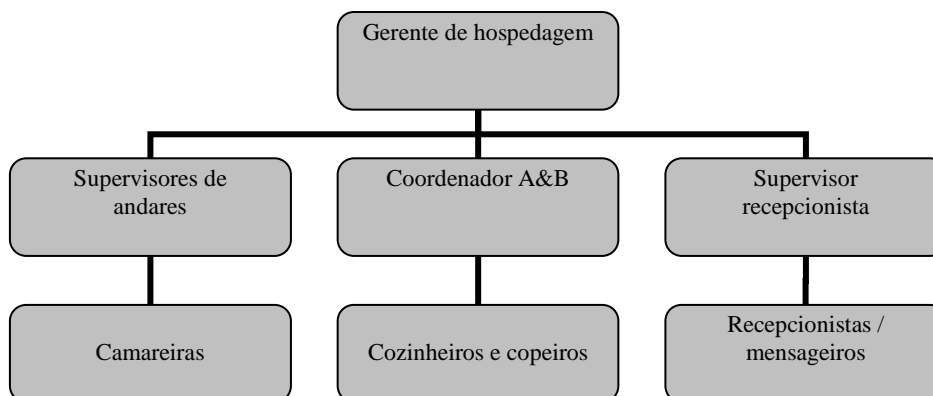 Gerente de hospedagem
Supervisores de
andares
Coordenador A&B
Supervisor
recepcionista
Camareiras
Cozinheiros e copeiros
Recepcionistas /
mensageiros